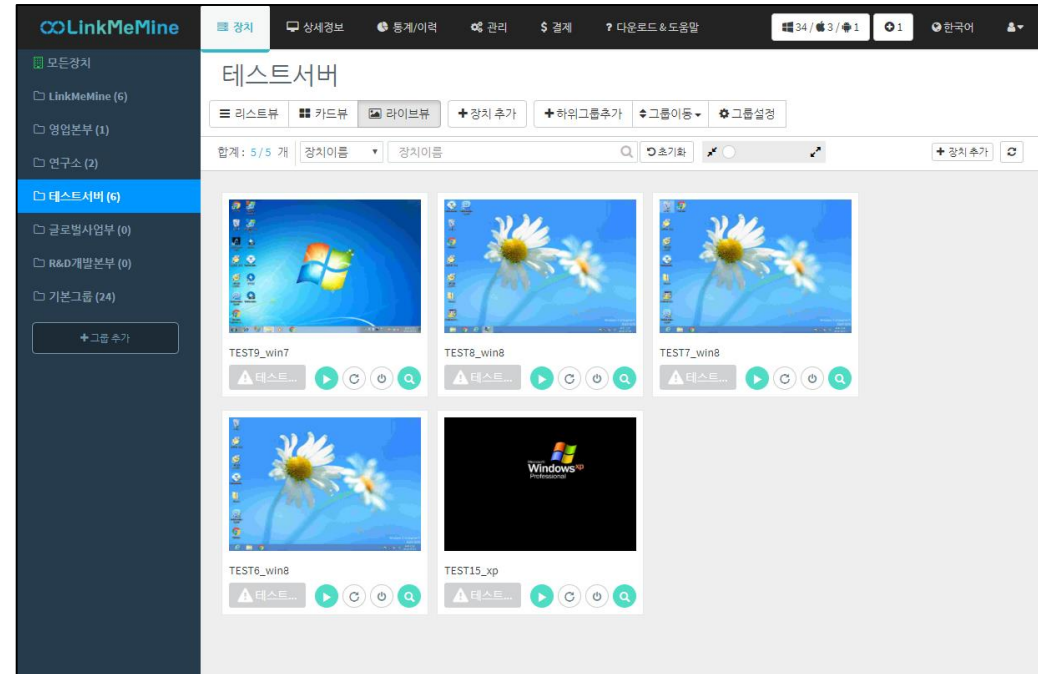 LinkMeMine
장치 상세정보 통계/이력 관리 $ 결제 ? 다운로드&도움말 34 / 3 / 1 1 한국어
모든장치
LinkMeMine (6)
영업본부 (1)
연구소 (2)
테스트서버 (6)
글로벌사업부 (0)
R&D개발본부 (0)
기본그룹 (24)
+그룹 추가
테스트서버
리스트뷰 카드뷰 라이브뷰 +장치 추가 +하위그룹추가 그룹이동 그룹설정
합계: 5/5 개 장치이름 장치이름 초기화 + 장치 추가
TEST9_win7 TEST8_win8 TEST7_win8
테스트... 테스트... 테스트...
Microsoft
Windows xp
Professional
TEST6_win8 TEST15_xp
테스트... 테스트...